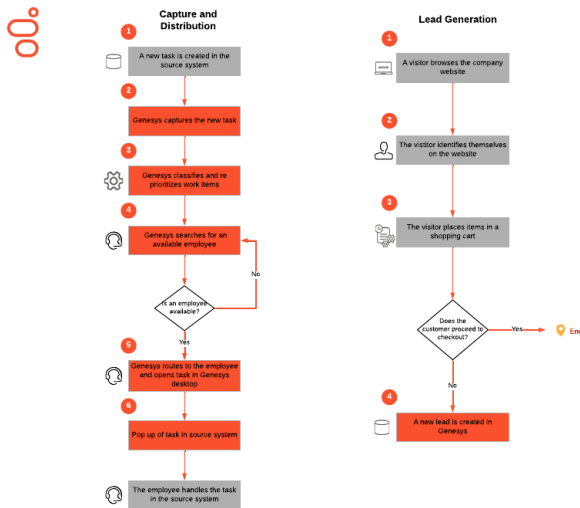 Capture and
Distribution
1
A new task is created in the
source system
2
Genesys captures the new task
3
Genesys classifies and re
prioritizes work items
4
Genesys searches for an
available employee
No
Is an employee
available?
Yes
5
Genesys routes to the employee
and opens task in Genesys
desktop
6
Pop up of task in source system
The employee handles the task
in the source system
Lead Generation
1
A visitor browses the company
website
2
The vistitor identifies themselves
on the website
3
The visitor places items in a
shopping cart
Does the
customer proceed to
checkout?
Yes
No
4
A new lead is created in
Genesys